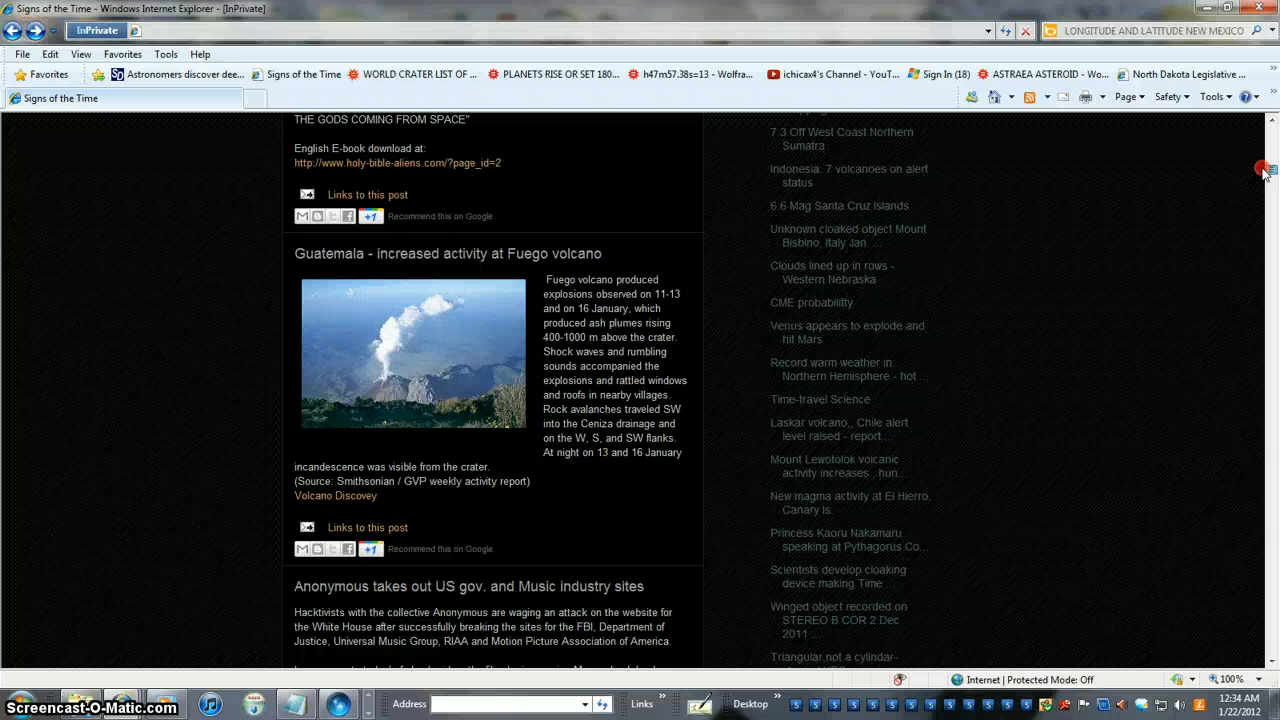 Signs of the Time - Windows Internet Explorer - [InPrivate]
InPrivate
LONGITUDE AND LATITUDE NEW MEXICO
File Edit View Favorites Tools Help
Favorites
Astronomers discover dee...
Signs of the Time
WORLD CRATER LIST OF ...
PLANETS RISE OR SET 180...
h47m57.38s=13 - Wolfra...
ichicax4's Channel - YouT...
Sign In (18)
ASTRAEA ASTEROID - Wo...
North Dakota Legislative ...
Signs of the Time
Page Safety Tools
THE GODS COMING FROM SPACE"
English E-book download at:
http://www.holy-bible-aliens.com/?page_id=2
Links to this post
+1 Recommend this on Google
Guatemala - increased activity at Fuego volcano
Fuego volcano produced
explosions observed on 11-13
and on 16 January, which
produced ash plumes rising
400-1000 m above the crater.
Shock waves and rumbling
sounds accompanied the
explosions and rattled windows
and roofs in nearby villages.
Rock avalanches traveled SW
into the Ceniza drainage and
on the W, S, and SW flanks.
At night on 13 and 16 January
incandescence was visible from the crater.
(Source: Smithsonian / GVP weekly activity report)
Volcano Discovey
Links to this post
+1 Recommend this on Google
Anonymous takes out US gov. and Music industry sites
Hacktivists with the collective Anonymous are waging an attack on the website for
the White House after successfully breaking the sites for the FBI, Department of
Justice, Universal Music Group, RIAA and Motion Picture Association of America.
7.3 Off West Coast Northern
Sumatra
Indonesia: 7 volcanoes on alert
status
6.6 Mag Santa Cruz Islands
Unknown cloaked object Mount
Bisbino, Italy Jan. ...
Clouds lined up in rows -
Western Nebraska
CME probabilitty
Venus appears to explode and
hit Mars
Record warm weather in
Northern Hemisphere - hot ...
Time-travel Science
Laskar volcano,, Chile alert
level raised - report...
Mount Lewotolok volcanic
activity increases , hun...
New magma activity at El Hierro,
Canary Is.
Princess Kaoru Nakamaru
speaking at Pythagorus Co...
Scientists develop cloaking
device making Time ...
Winged object recorded on
STEREO B COR 2 Dec
2011 ...
Triangular,not a cylindar-
Internet | Protected Mode: Off
100%
Screencast-O-Matic.com
Address
Links
Desktop
12:34 AM
1/22/2012